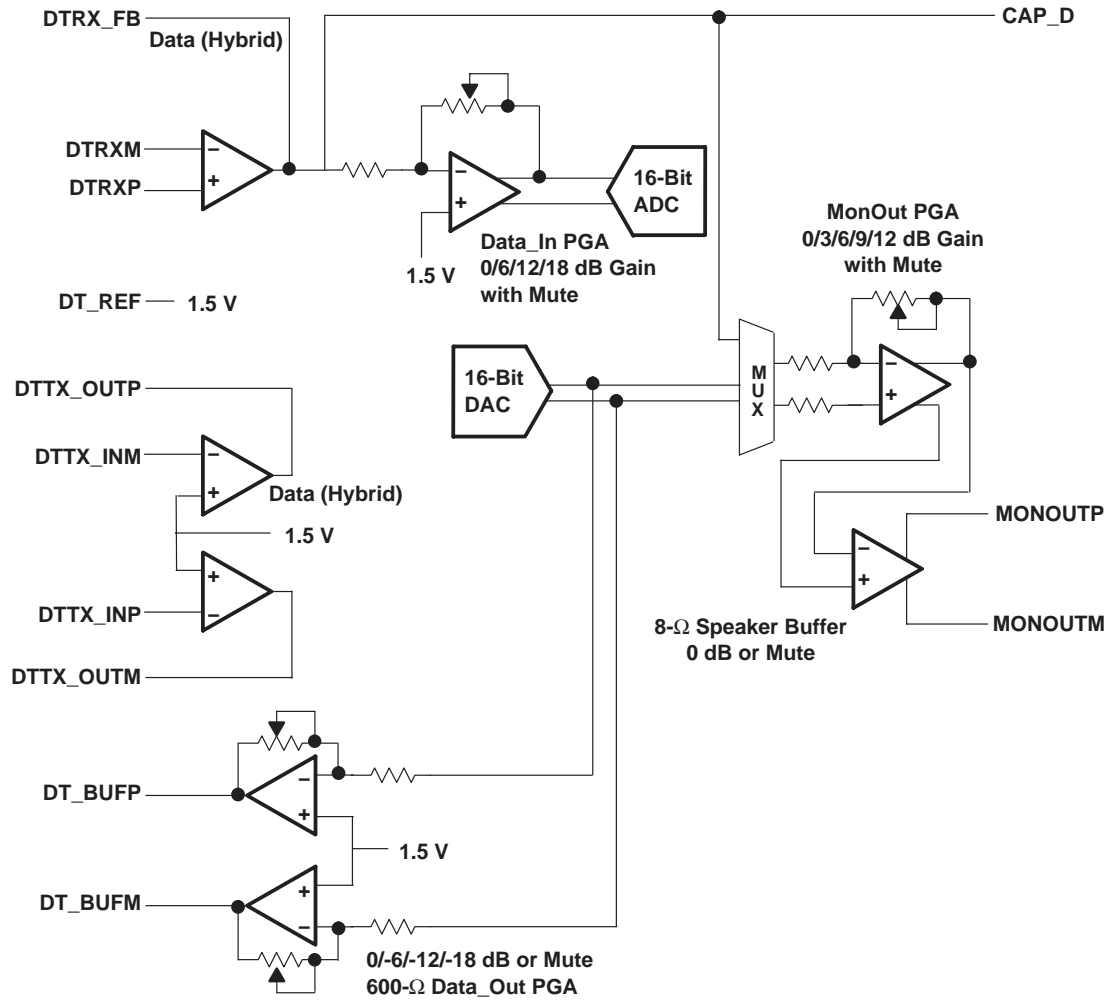 DTRX_FB
Data (Hybrid)
CAP_D
DTRXM
DTRXP
−
+
−
+
16-Bit
ADC
1.5 V
Data_In PGA
0/6/12/18 dB Gain
with Mute
MonOut PGA
0/3/6/9/12 dB Gain
with Mute
DT_REF
1.5 V
16-Bit
DAC
MUX
−
+
DTTX_OUTP
DTTX_INM
−
+
Data (Hybrid)
1.5 V
+
−
DTTX_INP
DTTX_OUTM
−
+
MONOUTP
MONOUTM
8-Ω Speaker Buffer
0 dB or Mute
DT_BUFP
−
+
1.5 V
DT_BUFM
+
−
0/-6/-12/-18 dB or Mute
600-Ω Data_Out PGA